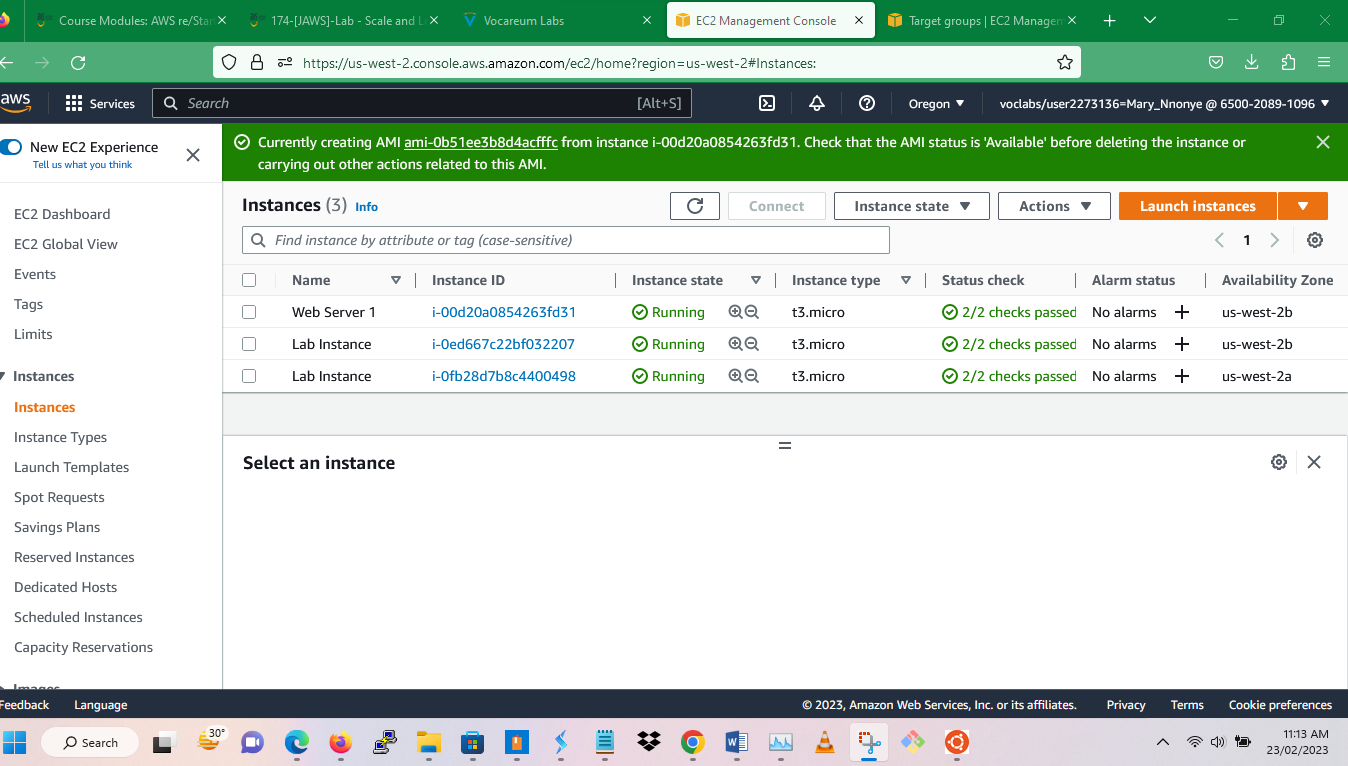 Course Modules: AWS re/Star
174-[JAWS]-Lab - Scale and L
Vocareum Labs
EC2 Management Console
Target groups | EC2 Managem
https://us-west-2.console.aws.amazon.com/ec2/home?region=us-west-2#Instances:
aws
Services
Search
[Alt+S]
Oregon
voclabs/user2273136=Mary_Nnonye @ 6500-2089-1096
New EC2 Experience
Tell us what you think
Currently creating AMI ami-0b51ee3b8d4acfffc from instance i-00d20a0854263fd31. Check that the AMI status is 'Available' before deleting the instance or
carrying out other actions related to this AMI.
EC2 Dashboard
EC2 Global View
Events
Tags
Limits
Instances
Instances
Instance Types
Launch Templates
Spot Requests
Savings Plans
Reserved Instances
Dedicated Hosts
Scheduled Instances
Capacity Reservations
Images
Instances (3) Info
Connect
Instance state
Actions
Launch instances
Find instance by attribute or tag (case-sensitive)
1
Name Instance ID Instance state Instance type Status check Alarm status Availability Zone
Web Server 1 i-00d20a0854263fd31 Running t3.micro 2/2 checks passed No alarms + us-west-2b
Lab Instance i-0ed667c22bf032207 Running t3.micro 2/2 checks passed No alarms + us-west-2b
Lab Instance i-0fb28d7b8c4400498 Running t3.micro 2/2 checks passed No alarms + us-west-2a
Select an instance
Feedback
Language
© 2023, Amazon Web Services, Inc. or its affiliates.
Privacy
Terms
Cookie preferences
Search
30°
11:13 AM
23/02/2023